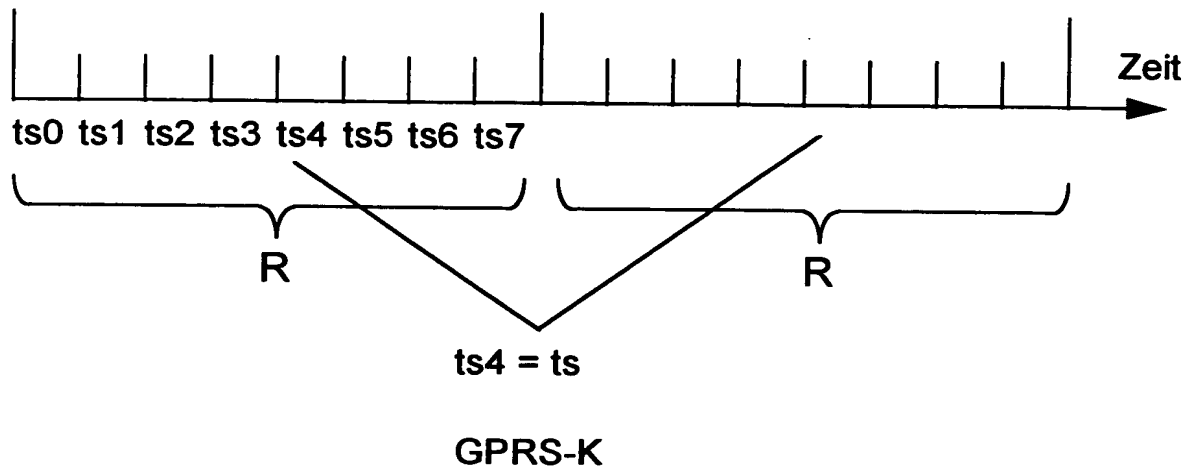 Zeit
ts0 ts1 ts2 ts3 ts4 ts5 ts6 ts7
R R
ts4 = ts
GPRS-K